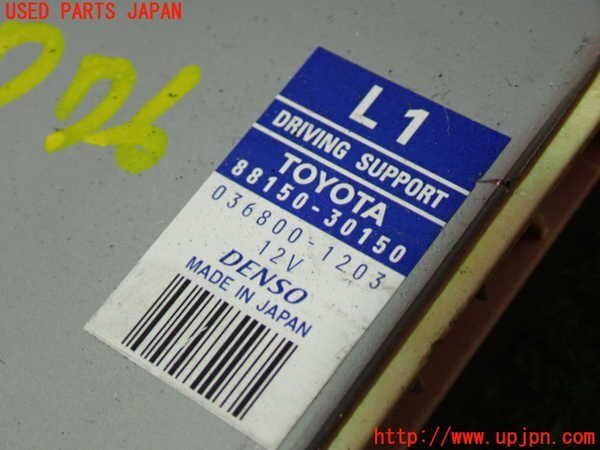 USED PARTS JAPAN
L1
DRIVING SUPPORT
TOYOTA
88150-30150
036800-1203
12V
DENSO
MADE IN JAPAN
http://www.upjpn.com/